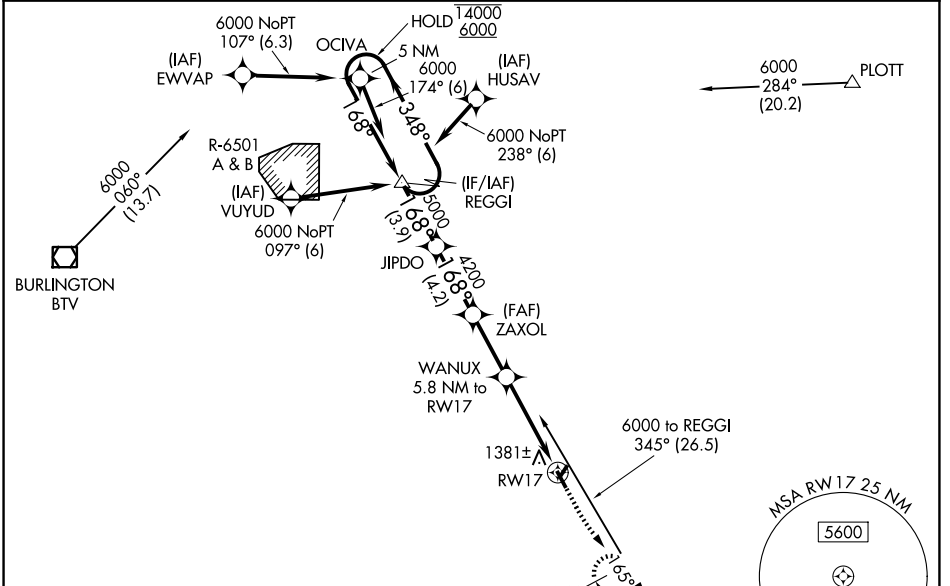 6000 NoPT
107° (6.3)
(IAF)
EWVAP
OCIVA
HOLD
14000
6000
5 NM
6000
174° (6)
(IAF)
HUSAV
6000
284°
(20.2)
PLOTT
168°
348°
6000 NoPT
238° (6)
R-6501
A & B
(IAF)
VUYUD
6000 NoPT
097° (6)
(IF/IAF)
REGGI
6000
060°
(13.7)
BURLINGTON
BTV
5000
168°
(3.9)
JIPDO
4200
168°
(4.2)
(FAF)
ZAXOL
WANUX
5.8 NM to
RW17
6000 to REGGI
345° (26.5)
1381±
RW17
165°
MSA RW17 25 NM
5600